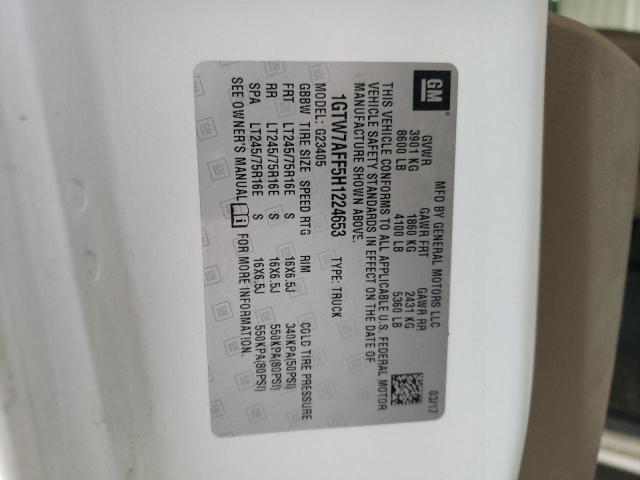 GM
MFD BY GENERAL MOTORS LLC
03/17
GVWR GAWR FRT GAWR RR
3901 KG 1860 KG 2431 KG
8600 LB 4100 LB 5360 LB
THIS VEHICLE CONFORMS TO ALL APPLICABLE U.S. FEDERAL MOTOR
VEHICLE SAFETY STANDARDS IN EFFECT ON THE DATE OF
MANUFACTURE SHOWN ABOVE.
1GTW7AFF5H1224653 TYPE: TRUCK
MODEL: G23405
GBBW TIRE SIZE SPEED RTG RIM COLD TIRE PRESSURE
FRT LT245/75R16E S 16X6.5J 340KPA(50PSI)
RR LT245/75R16E S 16X6.5J 550KPA(80PSI)
SPA LT245/75R16E S 16X6.5J 550KPA(80PSI)
SEE OWNER'S MANUAL FOR MORE INFORMATION.